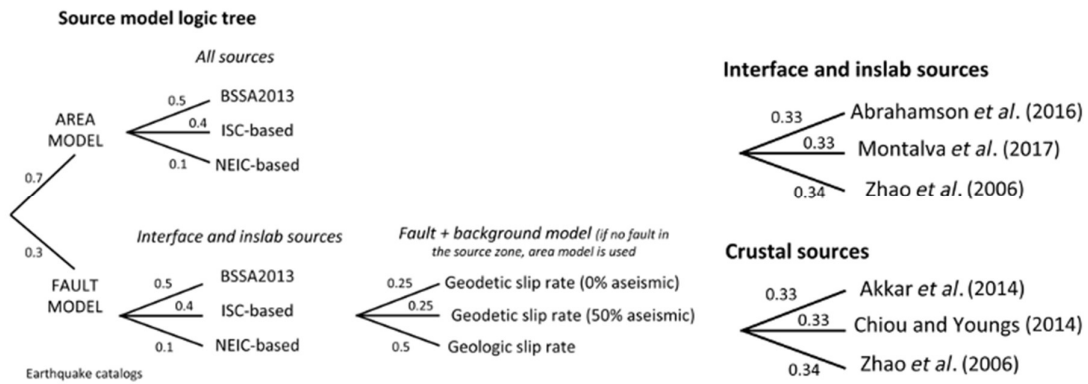 Source model logic tree
All sources
AREA
MODEL
0.5
BSSA2013
0.4
ISC-based
0.1
NEIC-based
0.7
0.3
Interface and inslab sources
FAULT
MODEL
0.5
BSSA2013
0.4
ISC-based
0.1
NEIC-based
Earthquake catalogs
Fault + background model (if no fault in
the source zone, area model is used
0.25
Geodetic slip rate (0% aseismic)
0.25
Geodetic slip rate (50% aseismic)
0.5
Geologic slip rate
Interface and inslab sources
0.33
Abrahamson et al. (2016)
0.33
Montalva et al. (2017)
0.34
Zhao et al. (2006)
Crustal sources
0.33
Akkar et al. (2014)
0.33
Chiou and Youngs (2014)
0.34
Zhao et al. (2006)